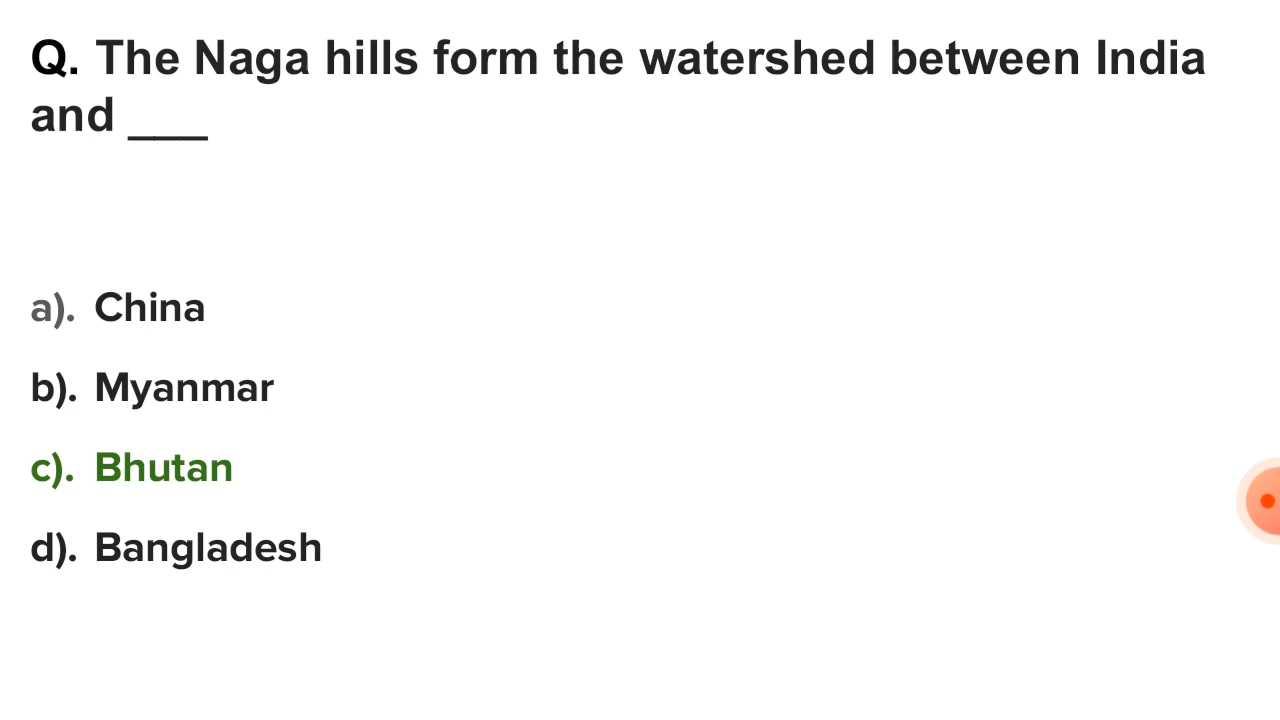 Q. The Naga hills form the watershed between India
and ___
a). China
b). Myanmar
c). Bhutan
d). Bangladesh